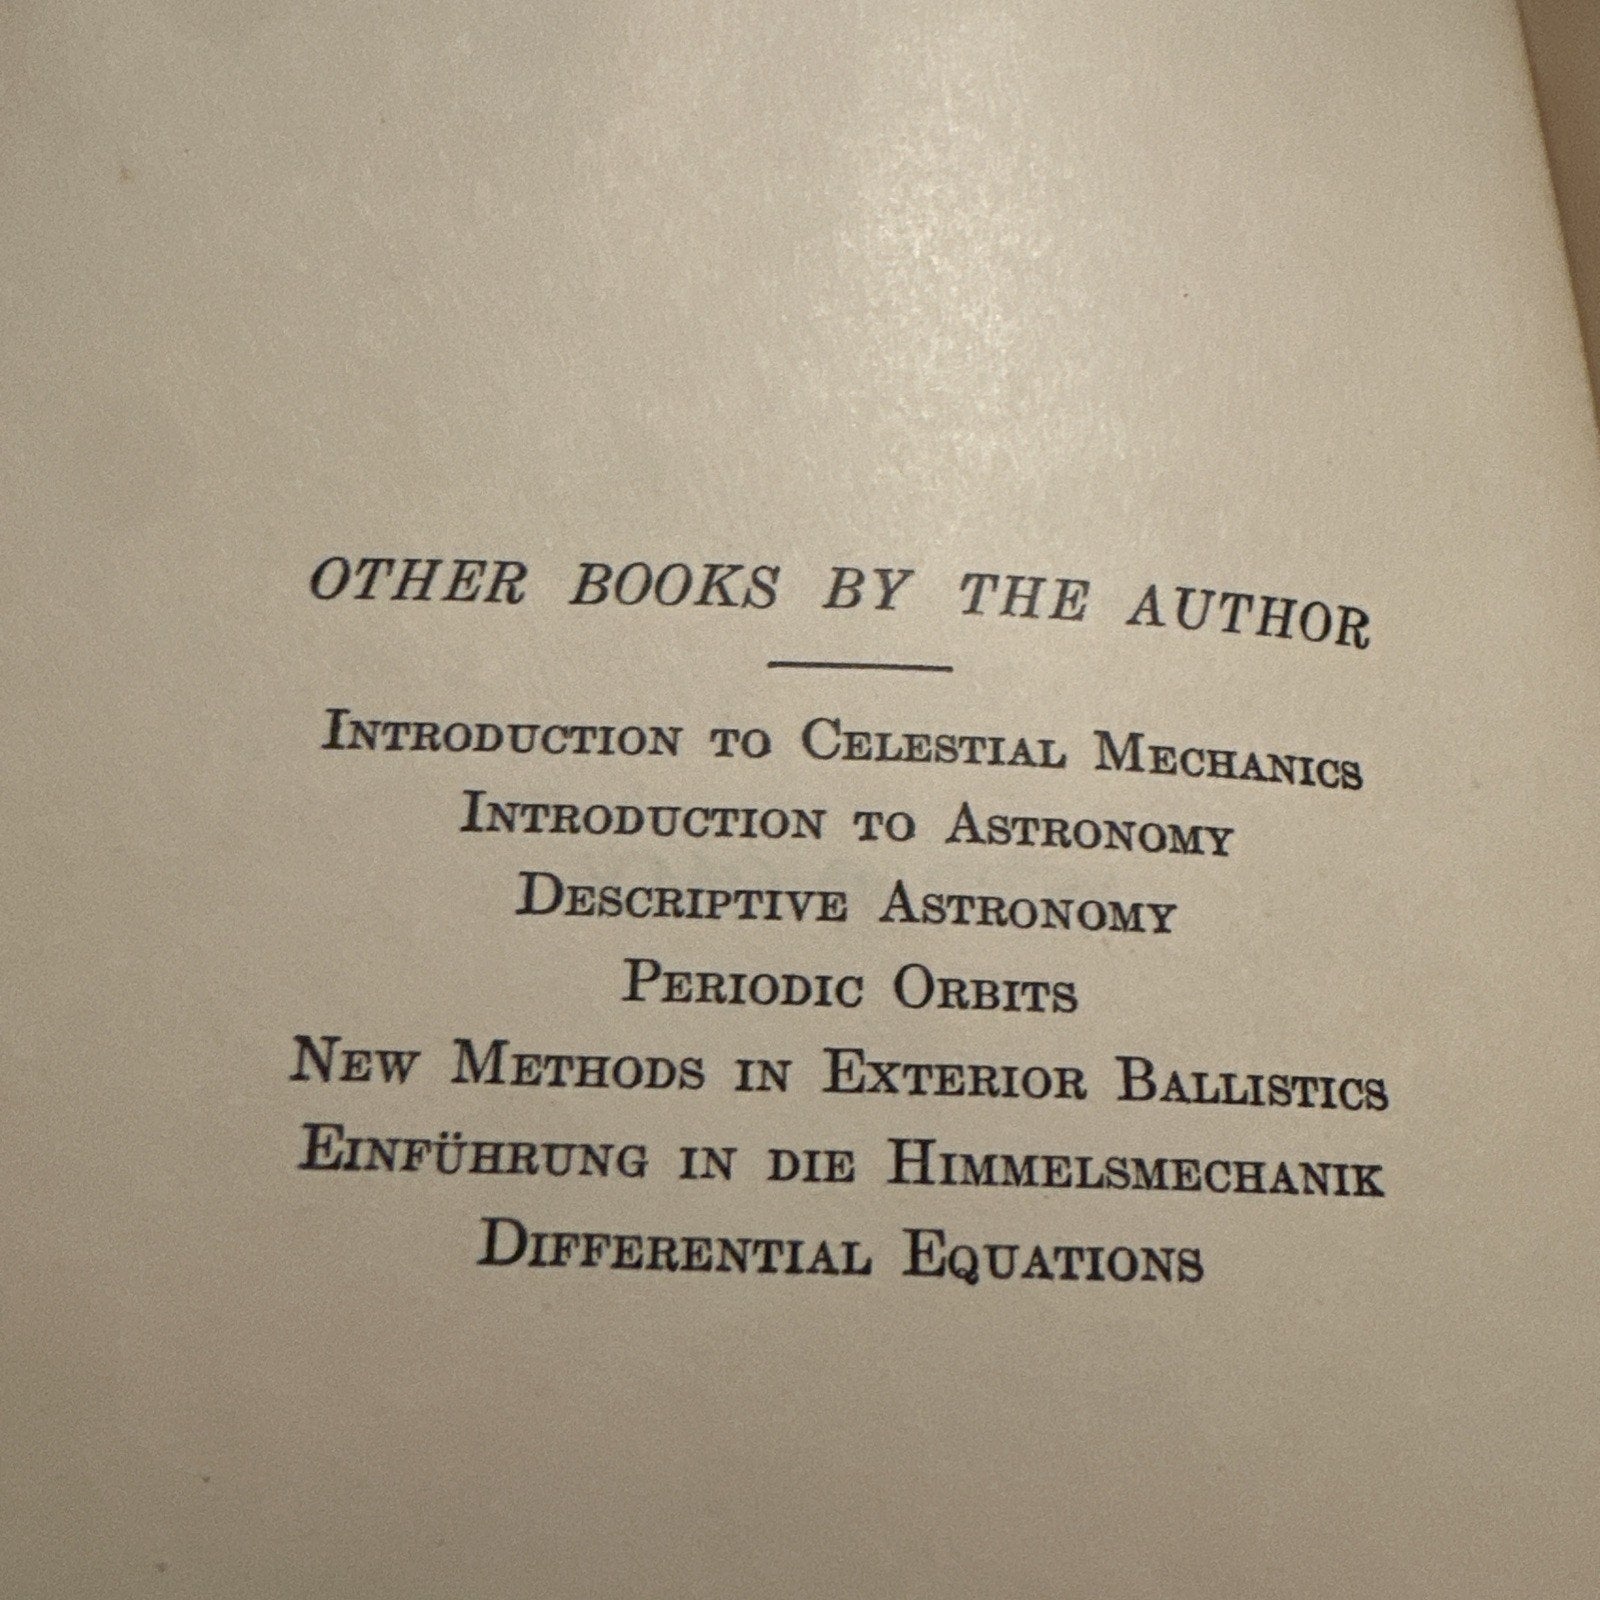 OTHER BOOKS BY THE AUTHOR
INTRODUCTION TO CELESTIAL MECHANICS
INTRODUCTION TO ASTRONOMY
DESCRIPTIVE ASTRONOMY
PERIODIC ORBITS
NEW METHODS IN EXTERIOR BALLISTICS
EINFÜHRUNG IN DIE HIMMELSMECHANIK
DIFFERENTIAL EQUATIONS